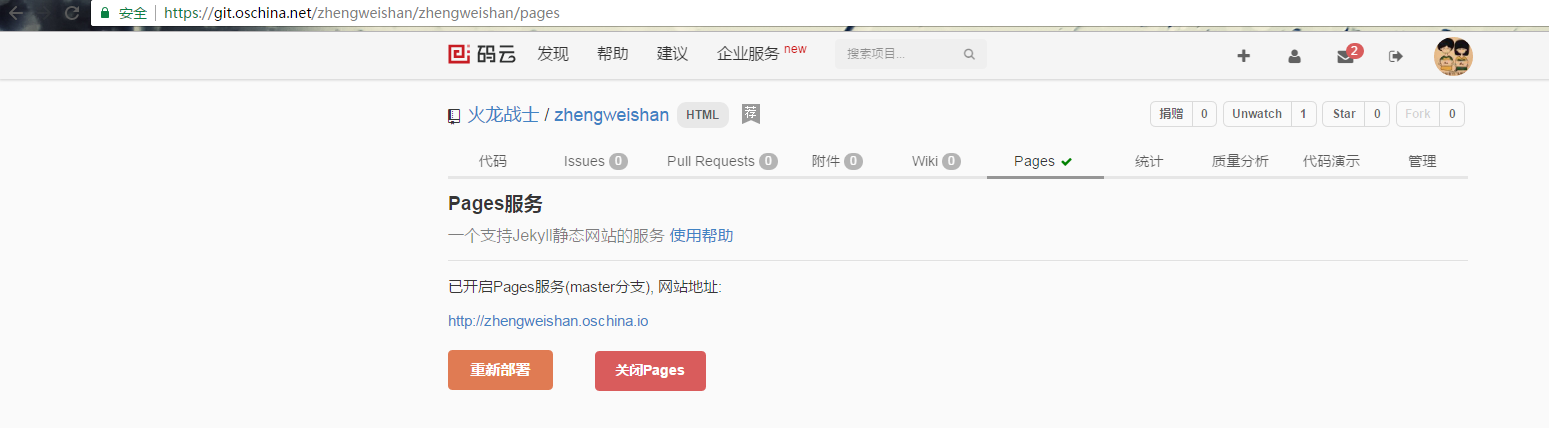 安全 https://git.oschina.net/zhengweishan/zhengweishan/pages
码云 发现 帮助 建议 企业服务 new 搜索项目... 2
火龙战士 / zhengweishan HTML 荐 捐赠 0 Unwatch 1 Star 0 Fork 0
代码 Issues 0 Pull Requests 0 附件 0 Wiki 0 Pages 统计 质量分析 代码演示 管理
Pages服务
一个支持Jekyll静态网站的服务 使用帮助
已开启Pages服务(master分支), 网站地址:
http://zhengweishan.oschina.io
重新部署 关闭Pages